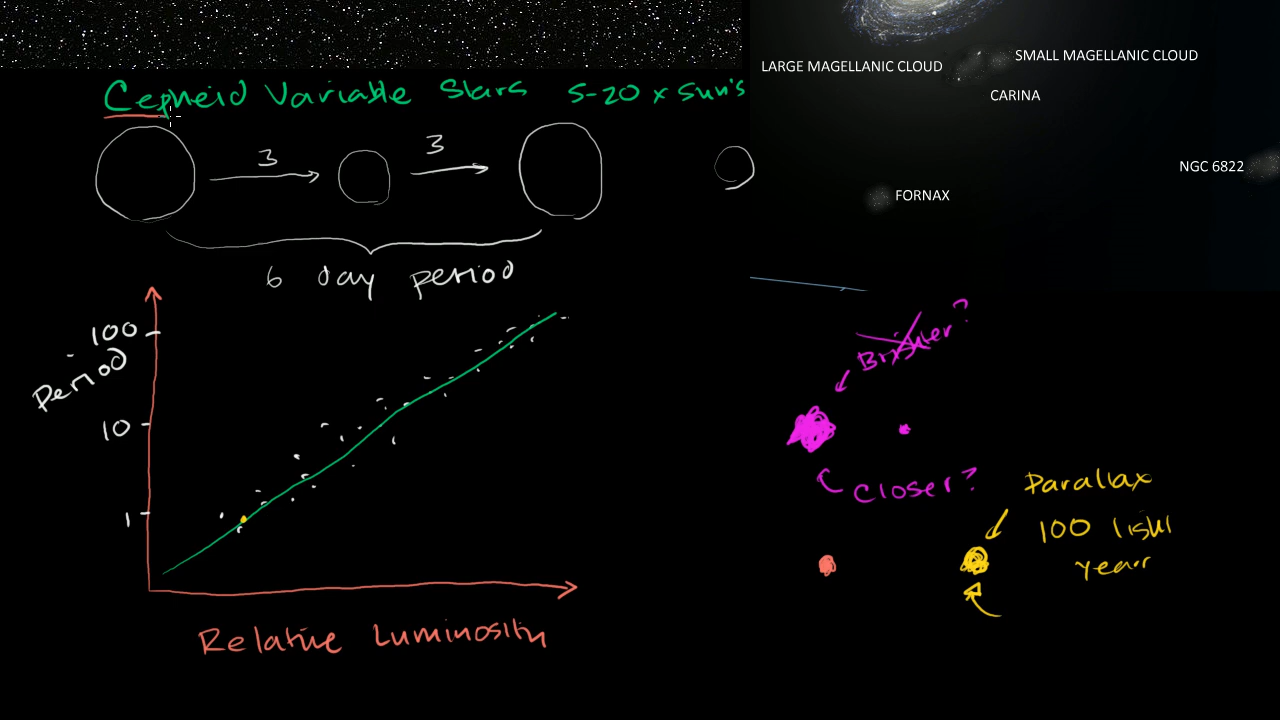 LARGE MAGELLANIC CLOUD
SMALL MAGELLANIC CLOUD
CARINA
NGC 6822
FORNAX
Cepheid Variable Stars 5-20 x Sun's
3
3
6 day period
100
Period
10
1
Relative Luminosity
Brighter?
Closer?
Parallax
100 light
year